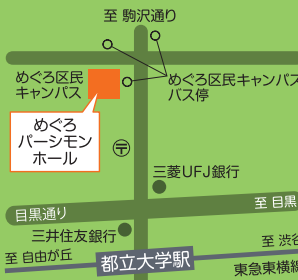 至 駒沢通り
めぐろ区民
キャンパス
めぐろ区民キャンパス
バス停
めぐろ
パーシモン
ホール
〒
三菱UFJ銀行
目黒通り
至 目黒
三井住友銀行
至 渋谷
至 自由が丘
都立大学駅
東急東横線